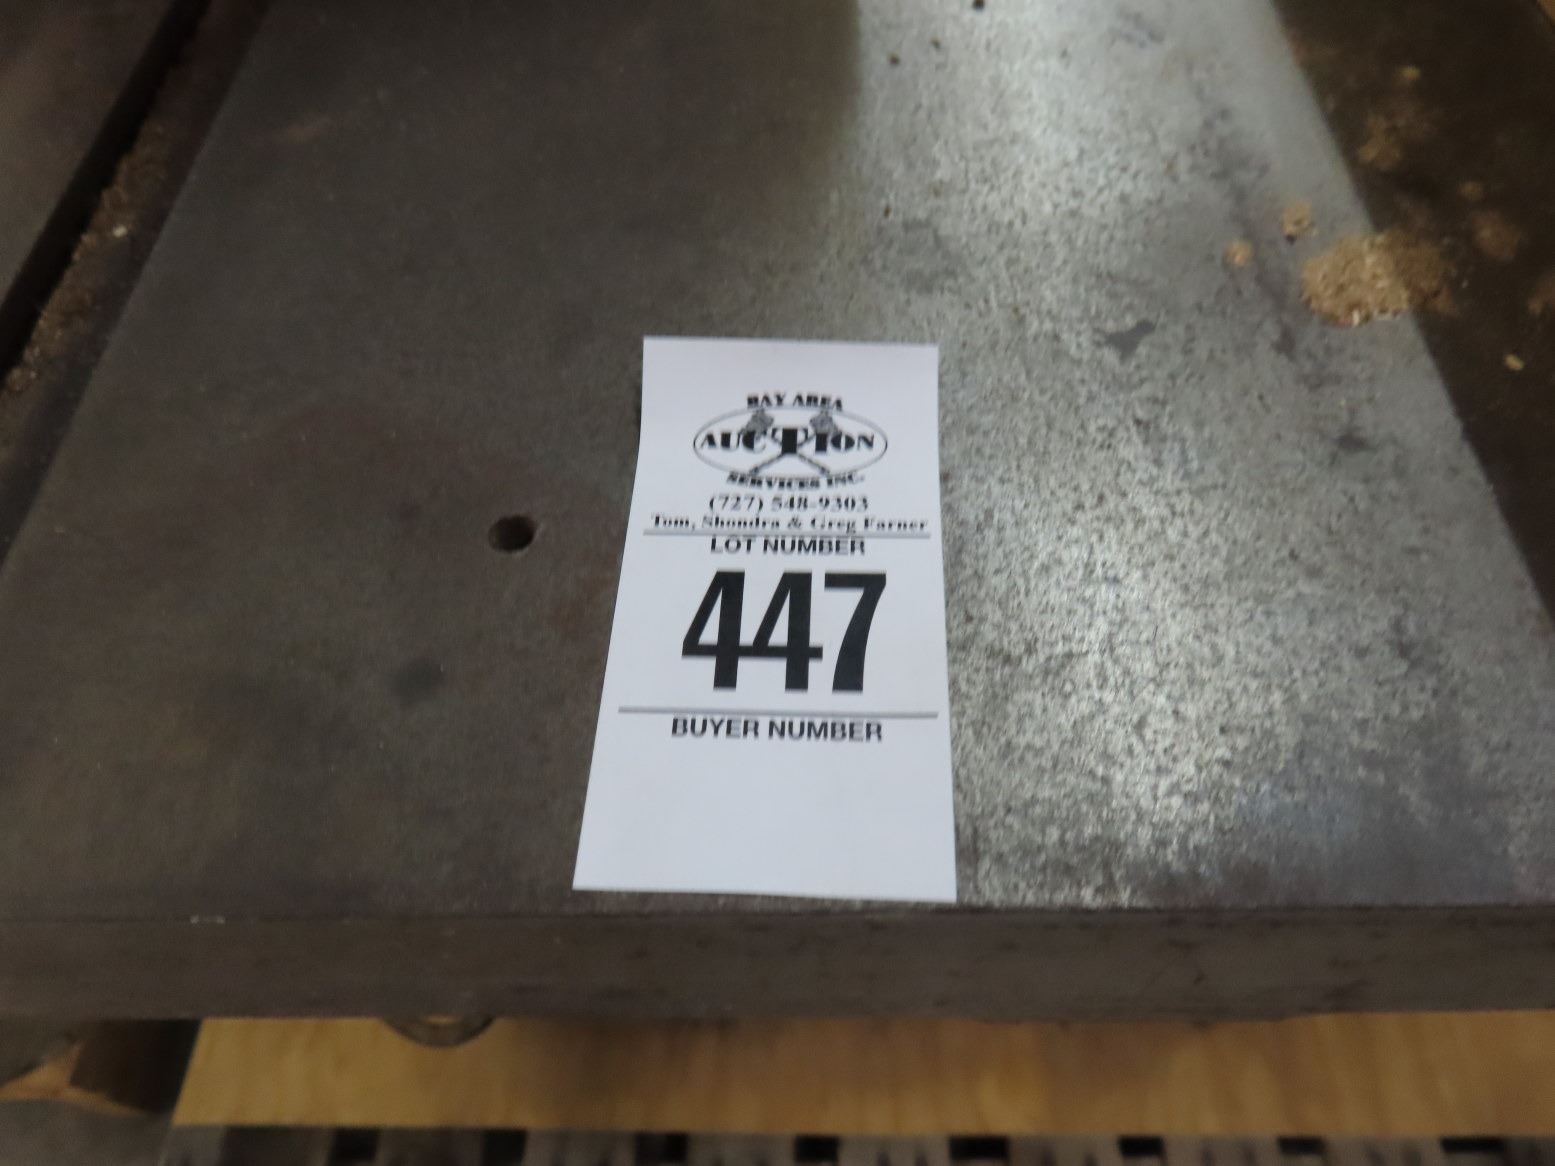 BAY AREA
AUCTION
SERVICES INC.
(727) 548-9303
Tom, Shondra & Greg Farner
LOT NUMBER
447
BUYER NUMBER